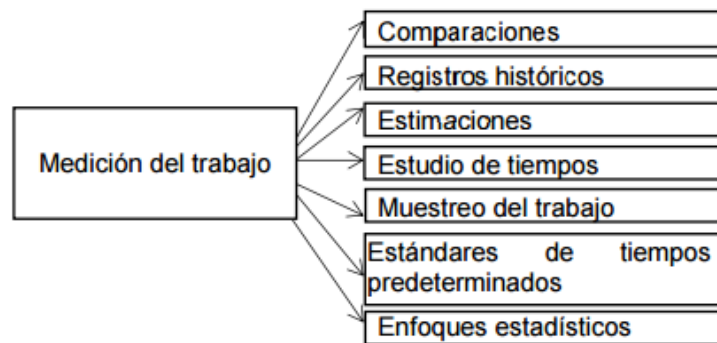 Medición del trabajo
Comparaciones
Registros históricos
Estimaciones
Estudio de tiempos
Muestreo del trabajo
Estándares de tiempos
predeterminados
Enfoques estadísticos